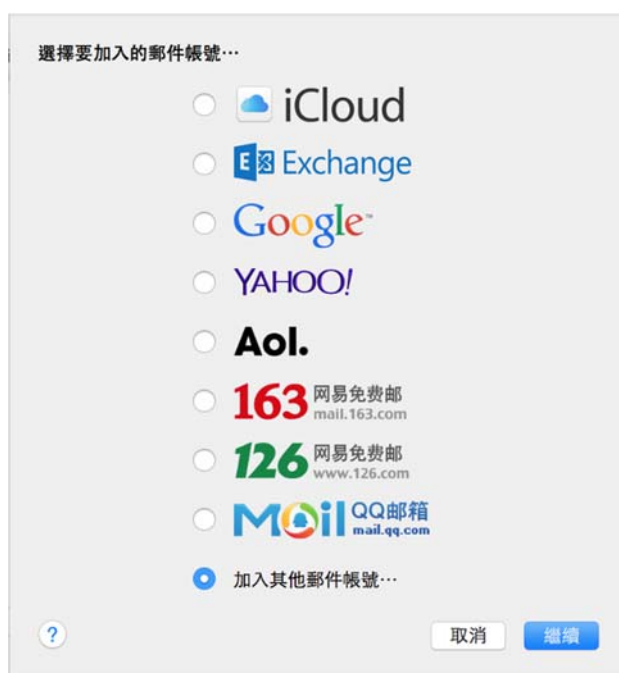 選擇要加入的郵件帳號⋯
iCloud
E Exchange
Google™
YAHOO!
Aol.
163 网易免费邮
mail.163.com
126 网易免费邮
www.126.com
MOil QQ邮箱
mail.qq.com
加入其他郵件帳號⋯
? 取消 繼續